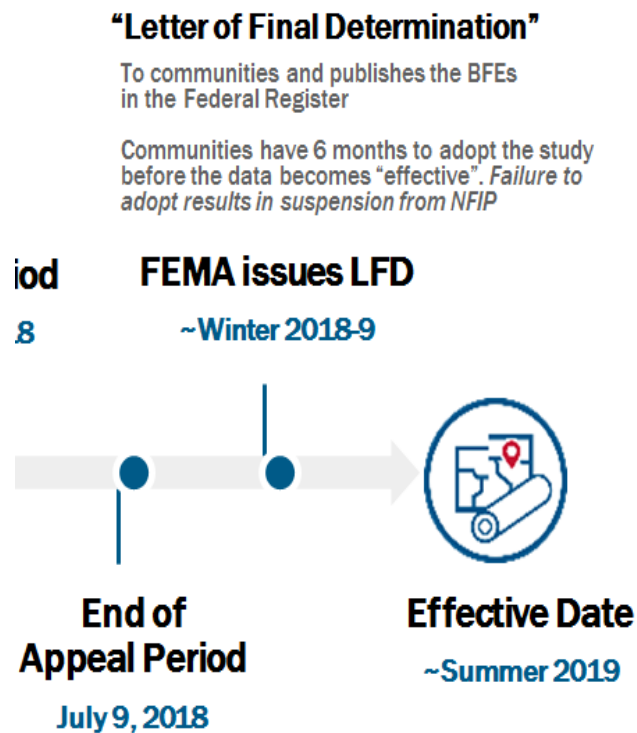 “Letter of Final Determination”
To communities and publishes the BFEs
in the Federal Register
Communities have 6 months to adopt the study
before the data becomes “effective”. Failure to
adopt results in suspension from NFIP
iod
FEMA issues LFD
.8
~Winter 2018-9
End of
Appeal Period
July 9, 2018
Effective Date
~Summer 2019